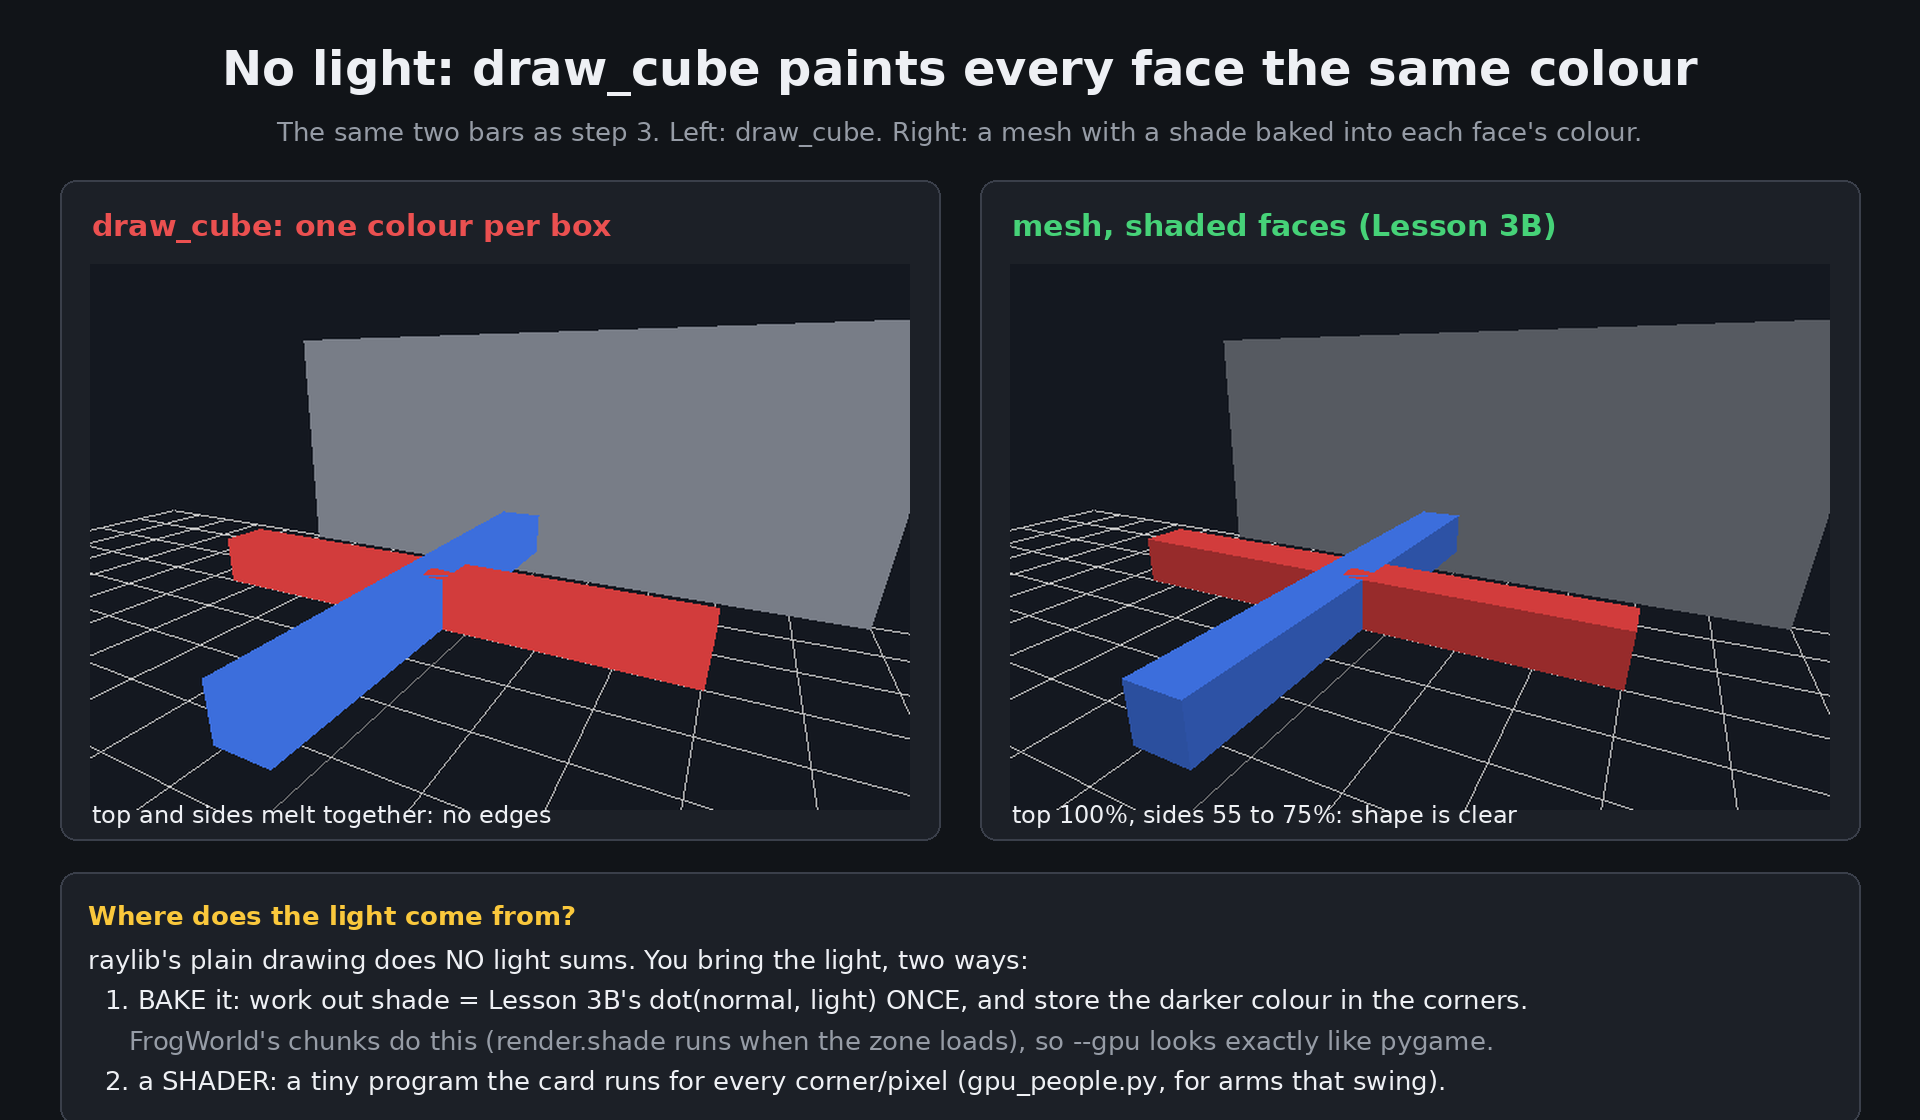 No light: draw_cube paints every face the same colour
The same two bars as step 3. Left: draw_cube. Right: a mesh with a shade baked into each face's colour.
draw_cube: one colour per box
top and sides melt together: no edges
mesh, shaded faces (Lesson 3B)
top 100%, sides 55 to 75%: shape is clear
Where does the light come from?
raylib's plain drawing does NO light sums. You bring the light, two ways:
1. BAKE it: work out shade = Lesson 3B's dot(normal, light) ONCE, and store the darker colour in the corners.
FrogWorld's chunks do this (render.shade runs when the zone loads), so --gpu looks exactly like pygame.
2. a SHADER: a tiny program the card runs for every corner/pixel (gpu_people.py, for arms that swing).